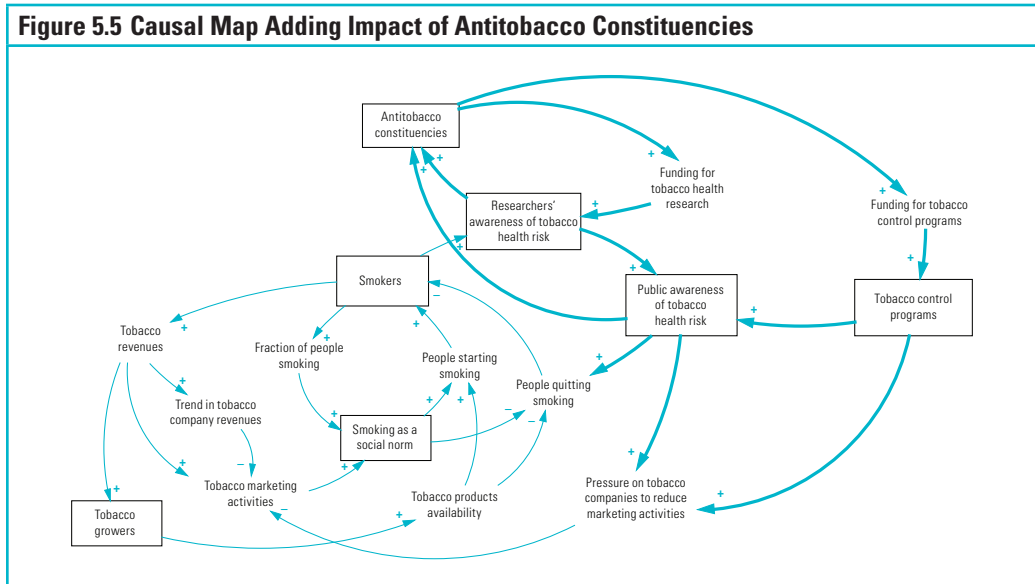 Figure 5.5 Causal Map Adding Impact of Antitobacco Constituencies
Antitobacco
constituencies
+
+
+
Funding for
tobacco health
research
+
Funding for tobacco
control programs
+
Researchers'
awareness of tobacco
health risk
+
+
Smokers
–
+
Public awareness
of tobacco
health risk
+
Tobacco control
programs
+
Tobacco
revenues
+
Fraction of people
smoking
+
+
People starting
smoking
+
People quitting
smoking
+
Trend in tobacco
company revenues
+
Smoking as a
social norm
+
+
–
–
+
–
Tobacco marketing
activities
+
–
+
Tobacco products
availability
+
Pressure on tobacco
companies to reduce
marketing activities
+
+
Tobacco
growers
+